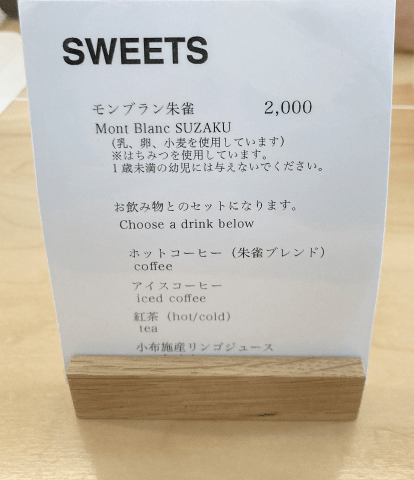 SWEETS
モンブラン朱雀 2,000
Mont Blanc SUZAKU
(乳、卵、小麦を使用しています)
※はちみつを使用しています。
1歳未満の幼児には与えないでください。
お飲み物とのセットになります。
Choose a drink below
ホットコーヒー(朱雀ブレンド)
coffee
アイスコーヒー
iced coffee
紅茶(hot/cold)
tea
小布施産リンゴジュース